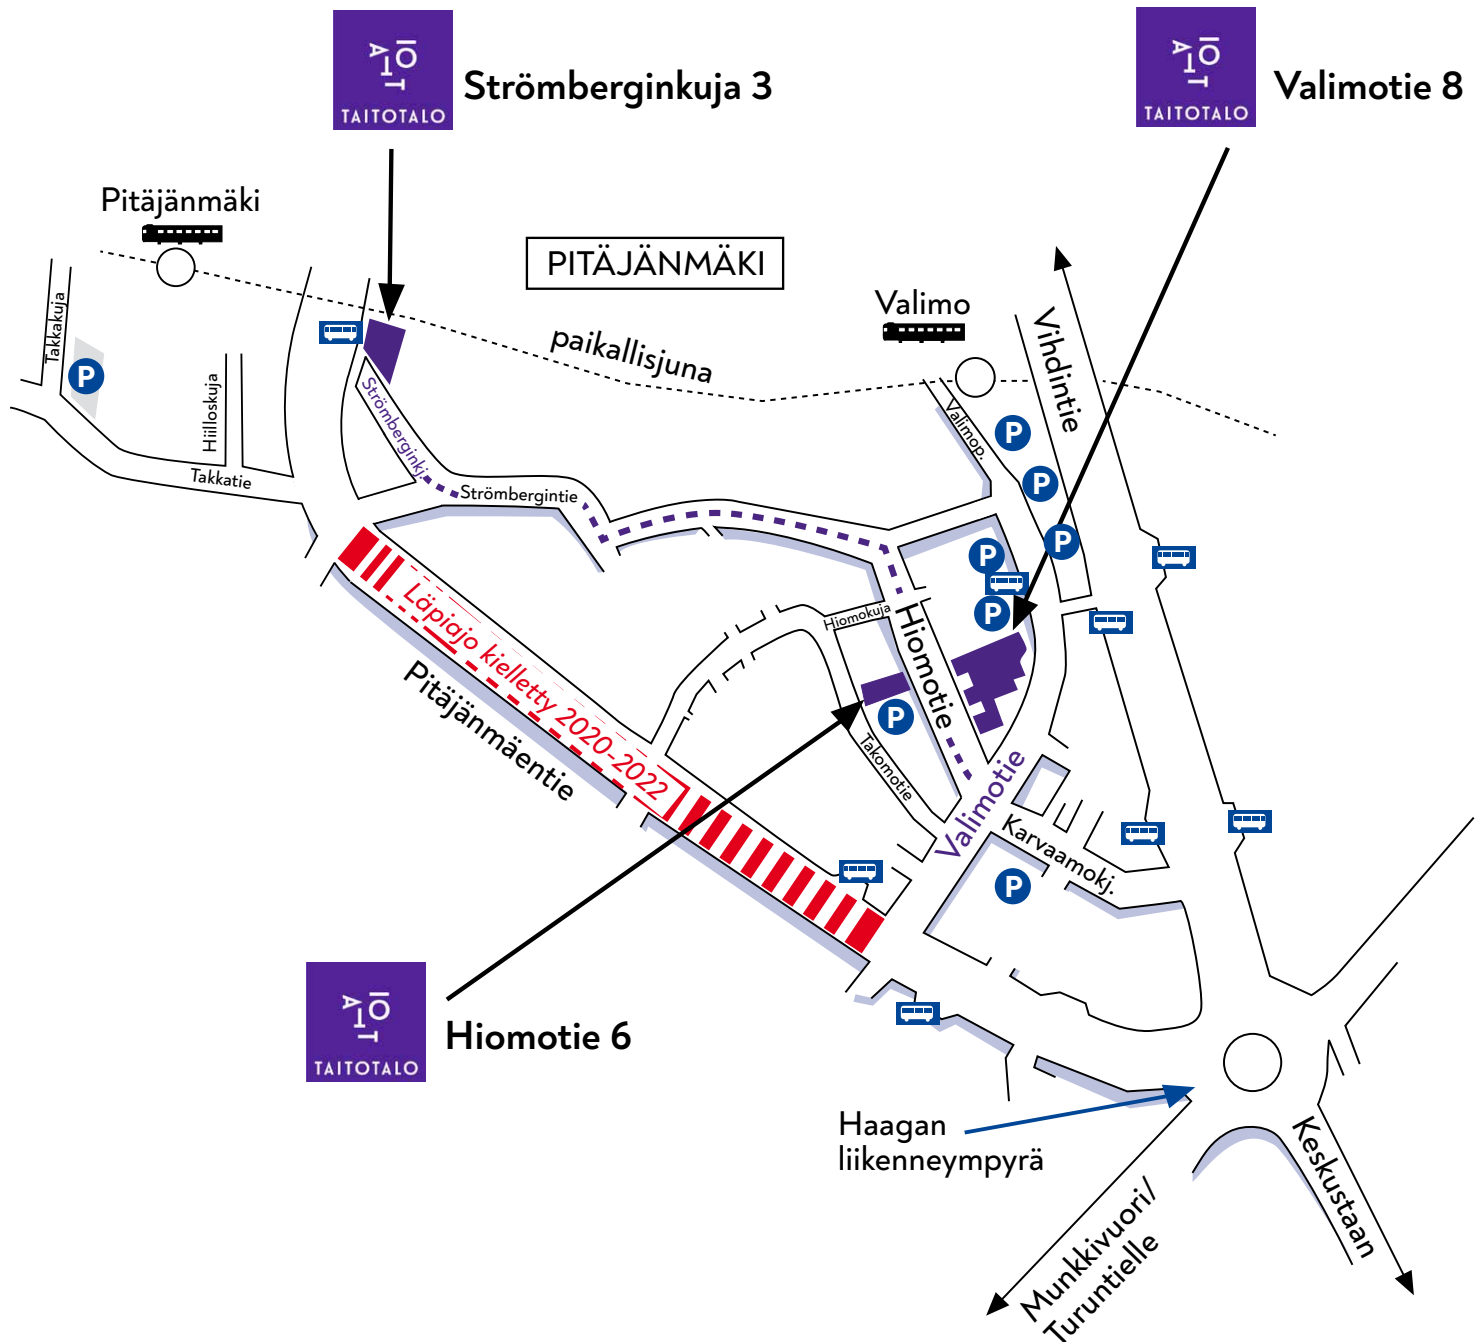 TAITOTALO
Strömberginkuja 3
TAITOTALO
Valimotie 8
Pitäjänmäki
PITÄJÄNMÄKI
Valimo
paikallisjuna
Vihdintie
Takkakuja
P
Hiilloskuja
Takkatie
Strömberginkj.
Strömbergintie
Valimop.
P
P
P
P
P
Hiomokuja
Hiomotie
P
Takomotie
Läpiajo kielletty 2020-2022
Pitäjänmäentie
Valimotie
Karvaamokj.
P
TAITOTALO
Hiomotie 6
Haagan
liikenneympyrä
Munkkivuori/
Turuntielle
Keskustaan